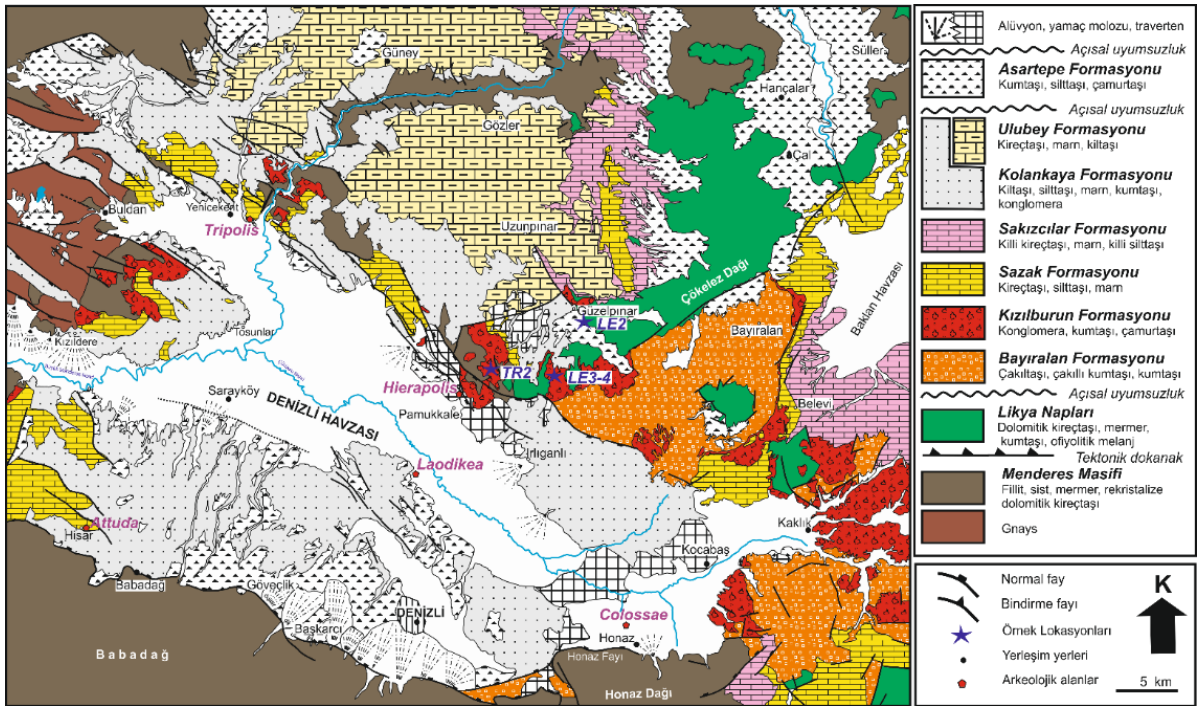 Güney
Süller
Hançalar
Gözler
Çal
Buldan
Yenicekent
Tripolis
Uzunpınar
Çökelez Dağı
Baklan Havzası
Güzelpınar
LE2
Bayıralan
Tosunlar
Kızıldere
TR2
LE3-4
Hierapolis
Sarayköy
Pamukkale
Belevi
DENİZLİ HAVZASI
Irlıganlı
Laodikea
Attuda
Hisar
Kaklık
Kocabaş
Babadağ
Göveçlik
DENİZLİ
Colossae
Başkarcı
Honaz
Babadağ
Honaz Fayı
Honaz Dağı
Alüvyon, yamaç molozu, traverten
Açısal uyumsuzluk
Asartepe Formasyonu
Kumtaşı, silttaşı, çamurtaşı
Açısal uyumsuzluk
Ulubey Formasyonu
Kireçtaşı, marn, kiltaşı
Kolankaya Formasyonu
Kiltaşı, silttaşı, marn, kumtaşı,
konglomera
Sakızcılar Formasyonu
Killi kireçtaşı, marn, killi silttaşı
Sazak Formasyonu
Kireçtaşı, silttaşı, marn
Kızılburun Formasyonu
Konglomera, kumtaşı, çamurtaşı
Bayıralan Formasyonu
Çakıltaşı, çakıllı kumtaşı, kumtaşı
Açısal uyumsuzluk
Likya Napları
Dolomitik kireçtaşı, mermer,
kumtaşı, ofiyolitik melanj
Tektonik dokanak
Menderes Masifi
Fillit, sist, mermer, rekristalize
dolomitik kireçtaşı
Gnays
Normal fay
Bindirme fayı
Örnek Lokasyonları
Yerleşim yerleri
Arkeolojik alanlar
K
5 km